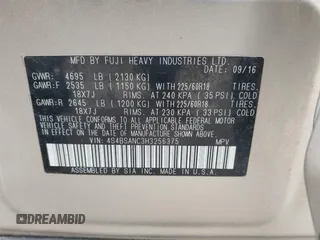 MFD BY FUJI HEAVY INDUSTRIES LTD.
DATE: 09/16
GVWR: 4695 LB (2130 KG)
GAWR:F 2535 LB (1150 KG) WITH 225/60R18 TIRES,
18X7J RIMS, AT 240 KPA (35 PSI) COLD
GAWR:R 2645 LB (1200 KG) WITH 225/60R18 TIRES,
18X7J RIMS, AT 230 KPA (33 PSI) COLD
THIS VEHICLE CONFORMS TO ALL APPLICABLE
FEDERAL MOTOR VEHICLE SAFETY, BUMPER, AND
THEFT PREVENTION STANDARDS IN EFFECT ON THE
DATE OF MANUFACTURE SHOWN ABOVE.
VIN: 4S4BSANC3H3256375 MPV
ASSEMBLED BY SIA INC. MADE IN U.S.A.
DREAMBID